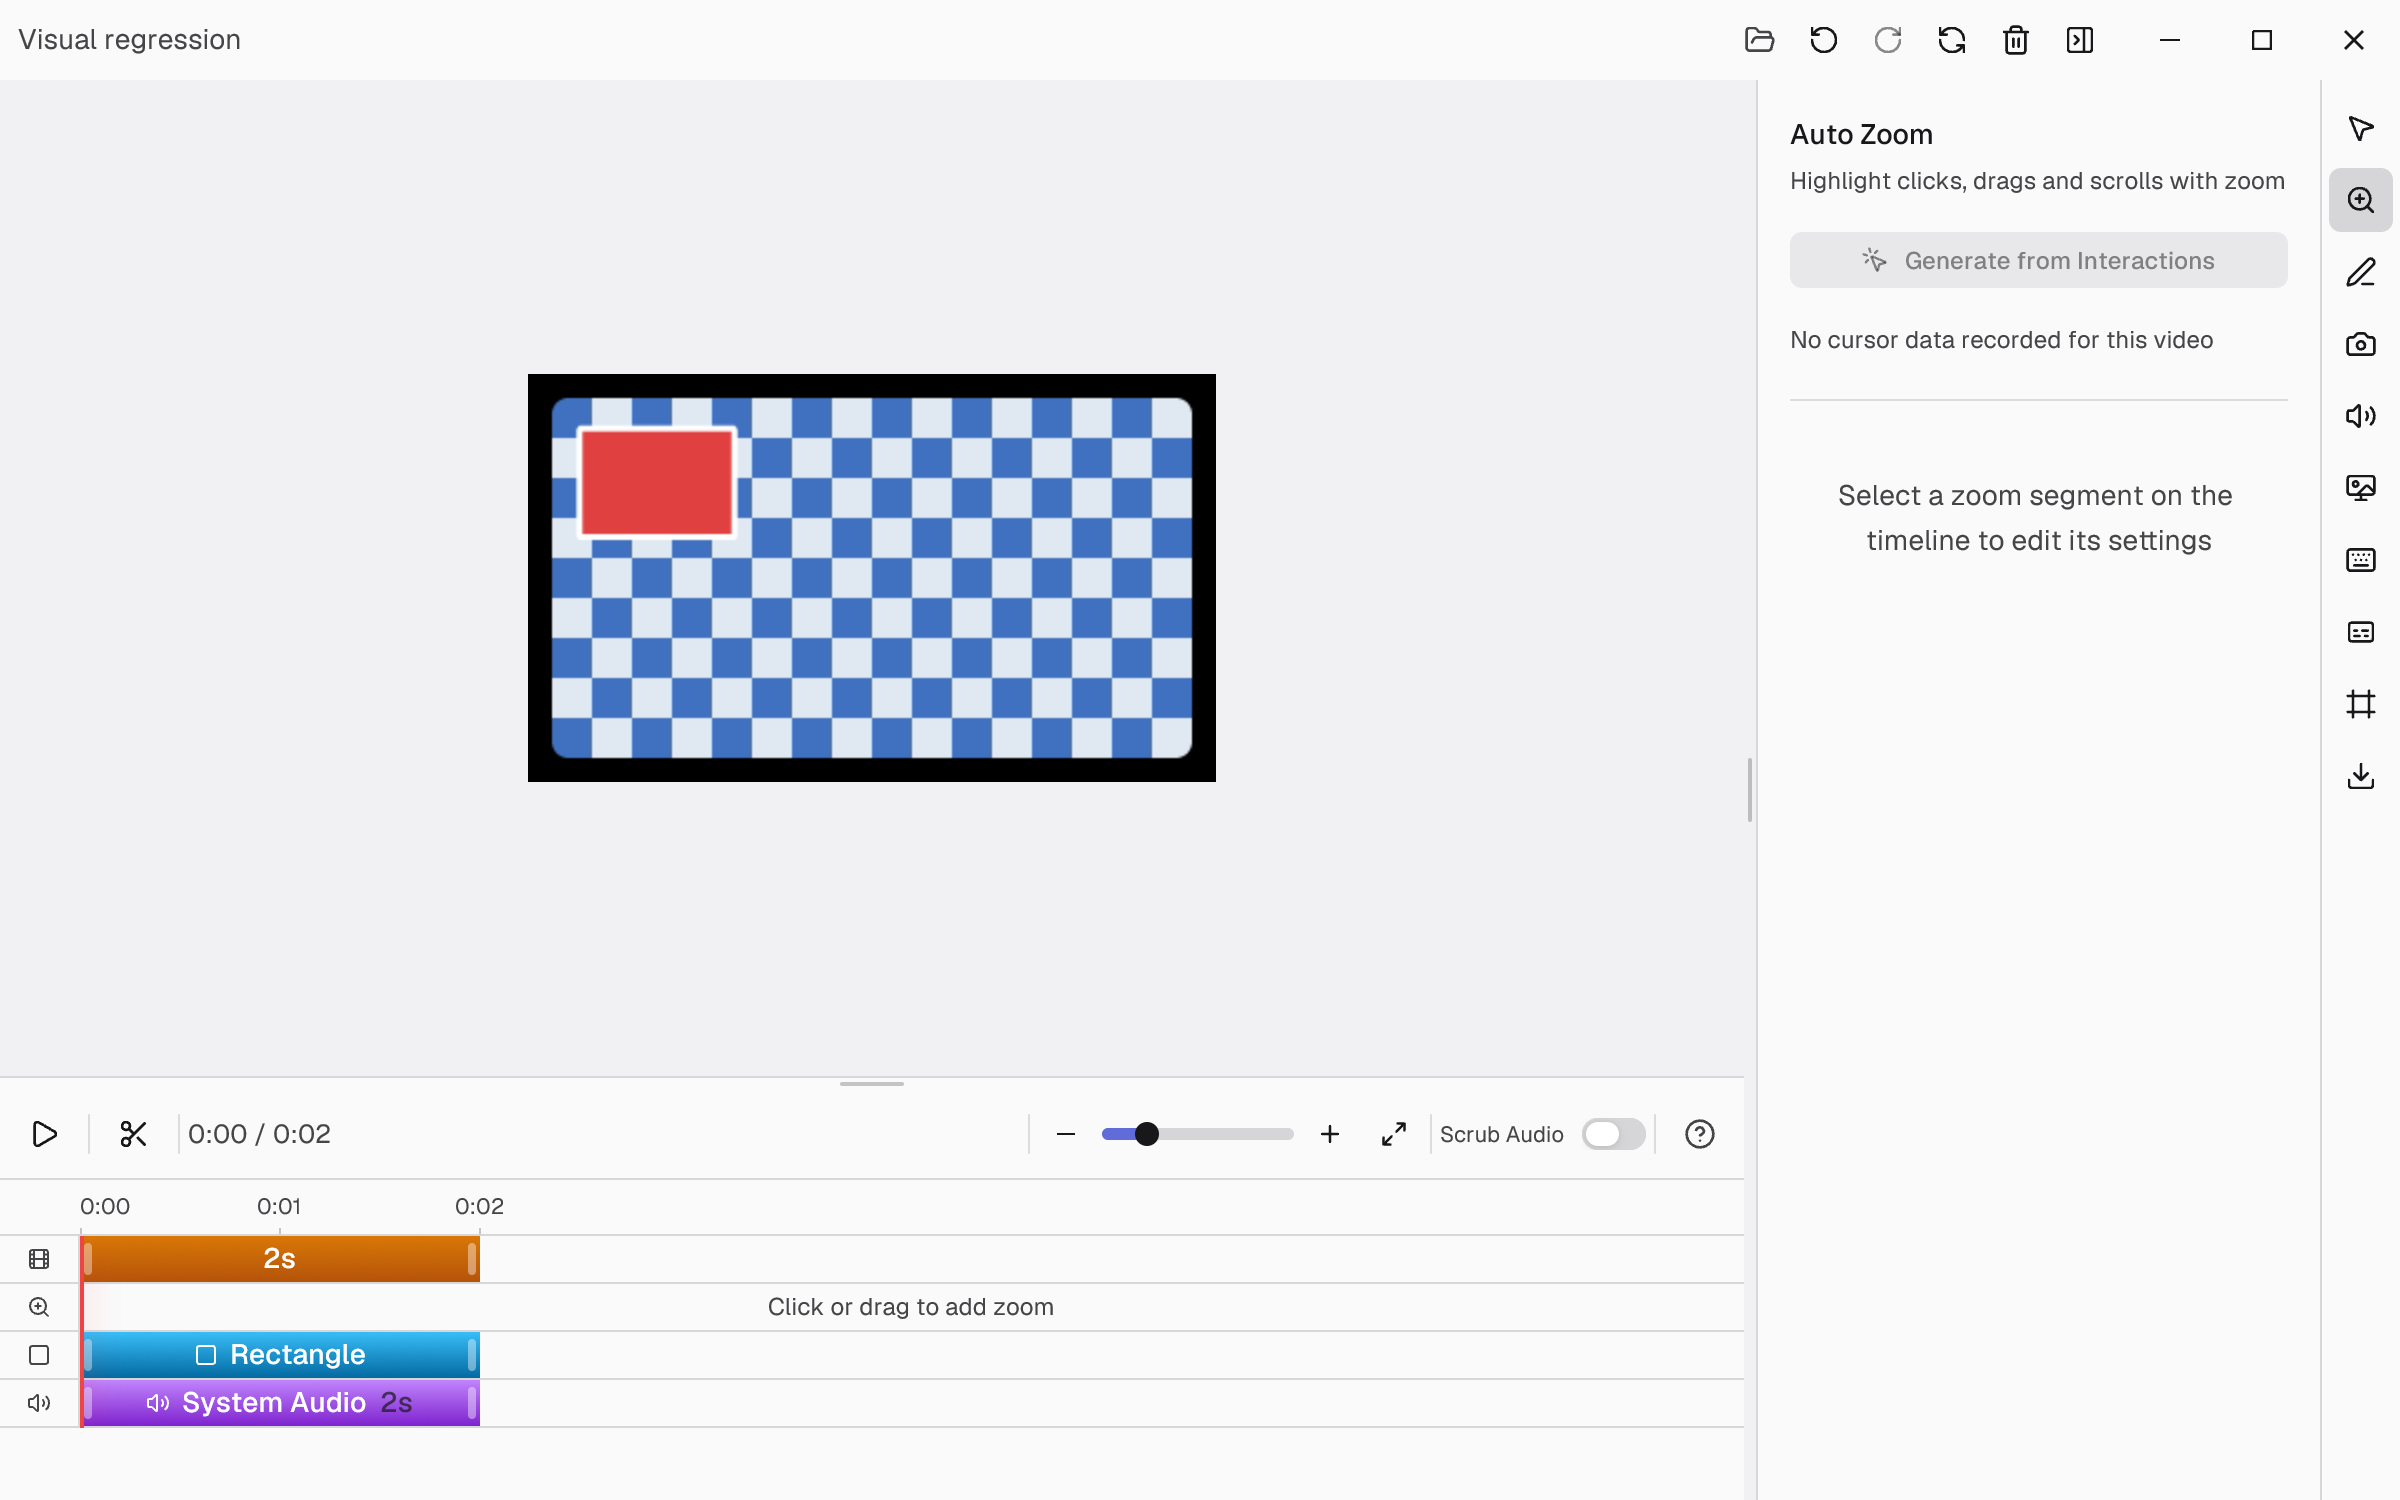 Visual regression
Auto Zoom
Highlight clicks, drags and scrolls with zoom
Generate from Interactions
No cursor data recorded for this video
Select a zoom segment on the
timeline to edit its settings
0:00 / 0:02
Scrub Audio
0:00 0:01 0:02
2s
Click or drag to add zoom
Rectangle
System Audio 2s